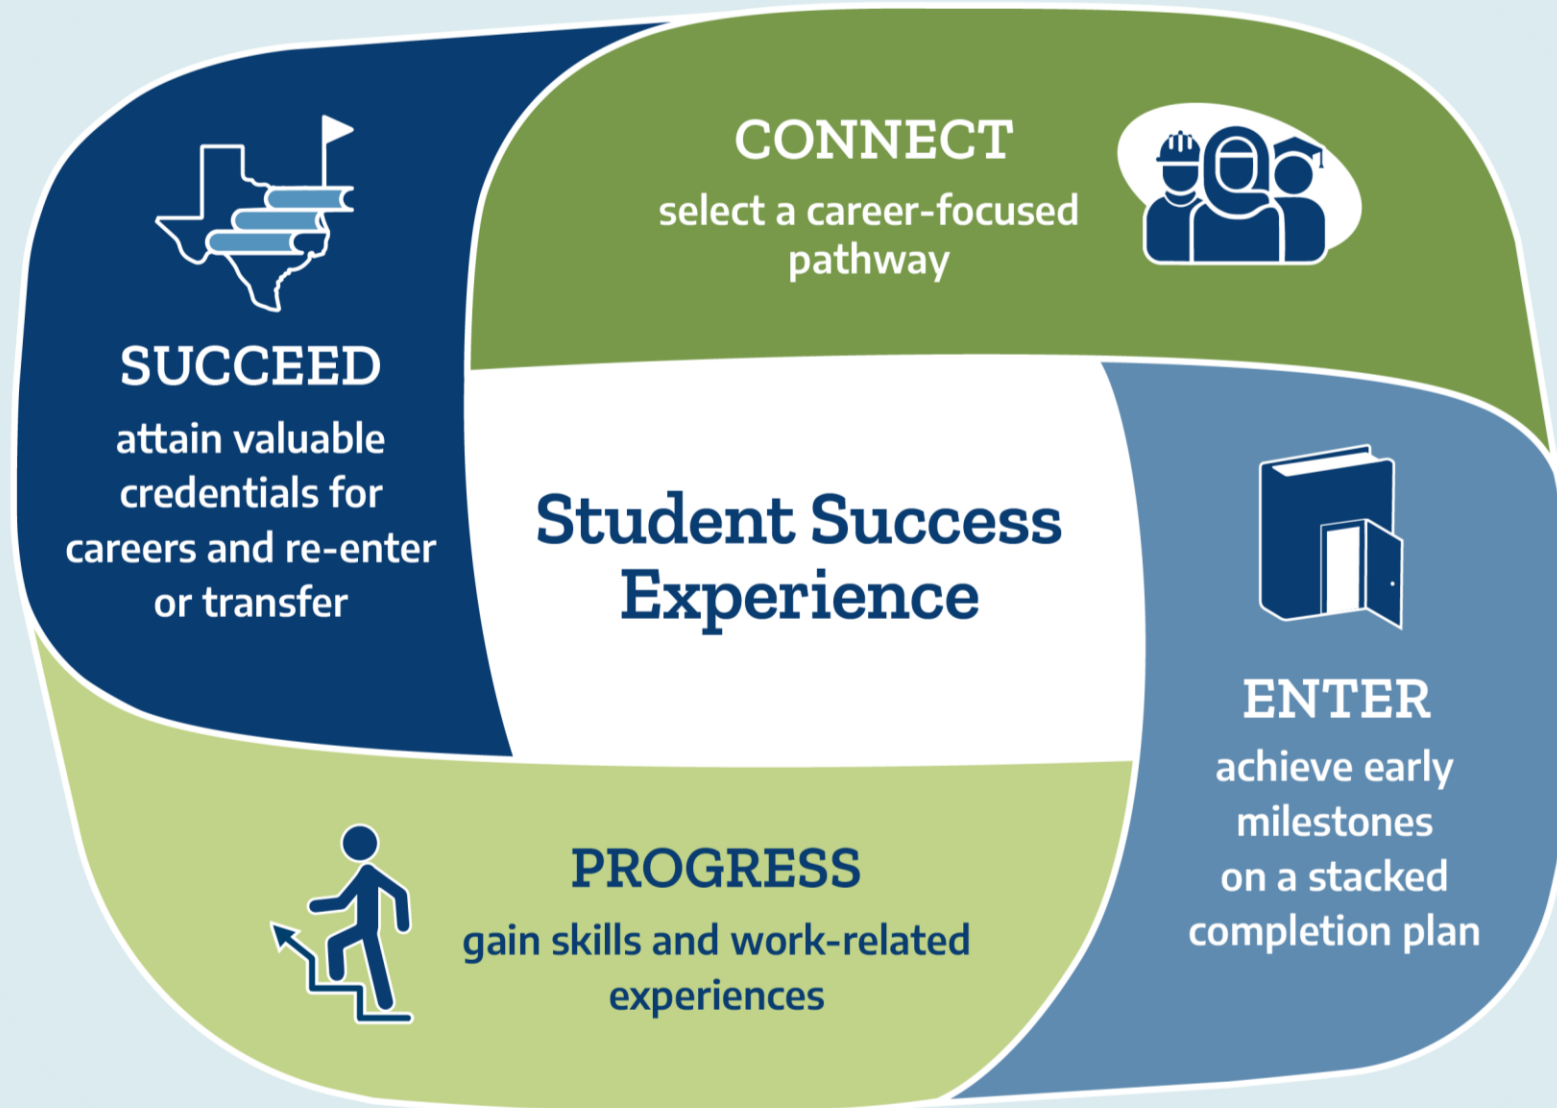 CONNECT
select a career-focused
pathway
SUCCEED
attain valuable
credentials for
careers and re-enter
or transfer
Student Success
Experience
ENTER
achieve early
milestones
on a stacked
completion plan
PROGRESS
gain skills and work-related
experiences